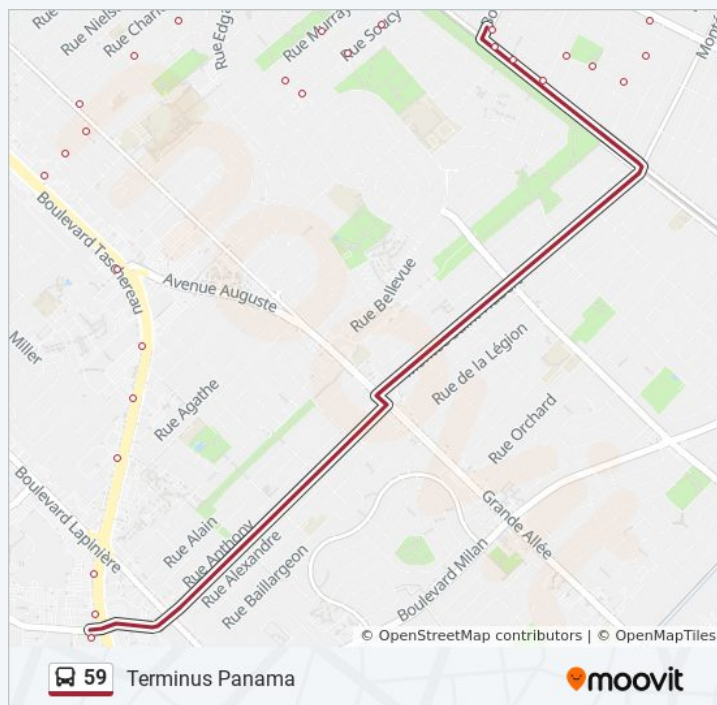 Rue Niels
Rue Charl
Rue Edga
Rue Murray
Rue Soucy
Mont
Boulevard Taschereau
Avenue Auguste
Rue Bellevue
Miller
Rue de la Légion
Rue Agathe
Rue Orchard
Boulevard Lapinière
Grande Allée
Rue Alain
Rue Anthony
Rue Alexandre
Rue Baillargeon
Boulevard Milan
© OpenStreetMap contributors | © OpenMapTiles
59 Terminus Panama
moovit